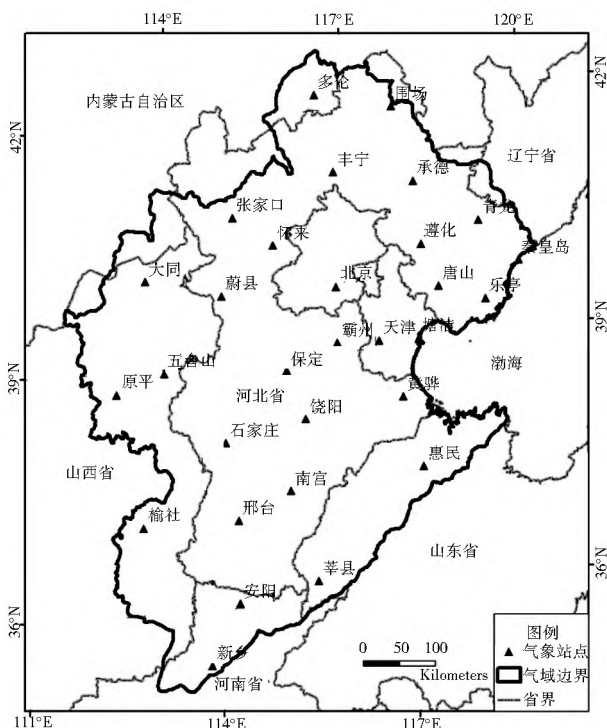 114°E 117°E 120°E
42°N
42°N
多伦
内蒙古自治区
围场
辽宁省
丰宁
承德
张家口
青龙
怀来
遵化
秦皇岛
大同
北京
唐山
蔚县
乐亭
39°N
霸州
天津
塘沽
渤海
五台山
保定
39°N
原平
河北省
黄骅
饶阳
石家庄
惠民
山西省
南宫
榆社
邢台
山东省
莘县
36°N
安阳
36°N
图例
气象站点
新乡
0 50 100
Kilometers
气域边界
河南省
省界
111°E 114°E 117°E